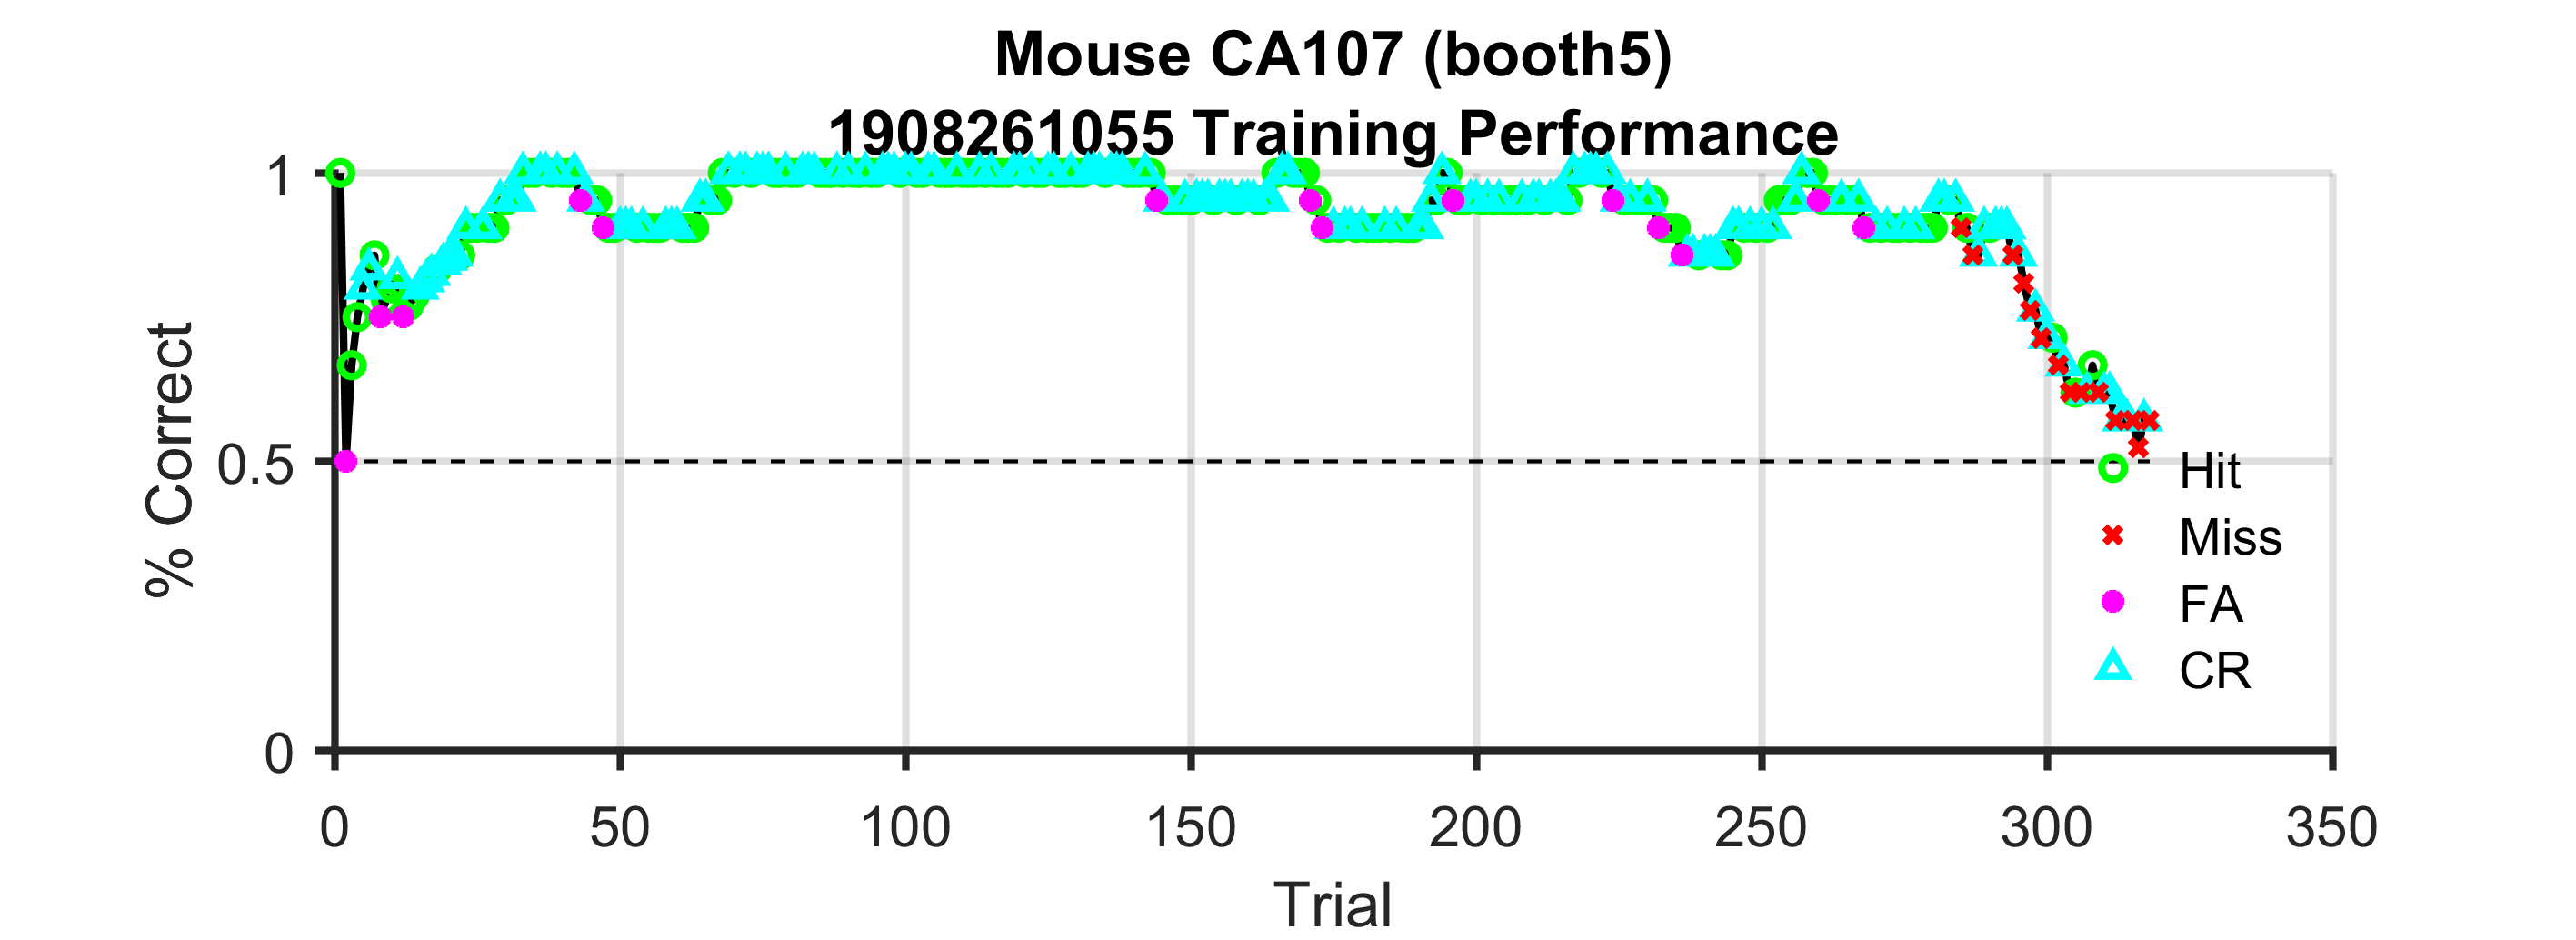 Mouse CA107 (booth5)
1908261055 Training Performance
1
0.5
0
% Correct
Hit
Miss
FA
CR
0 50 100 150 200 250 300 350
Trial